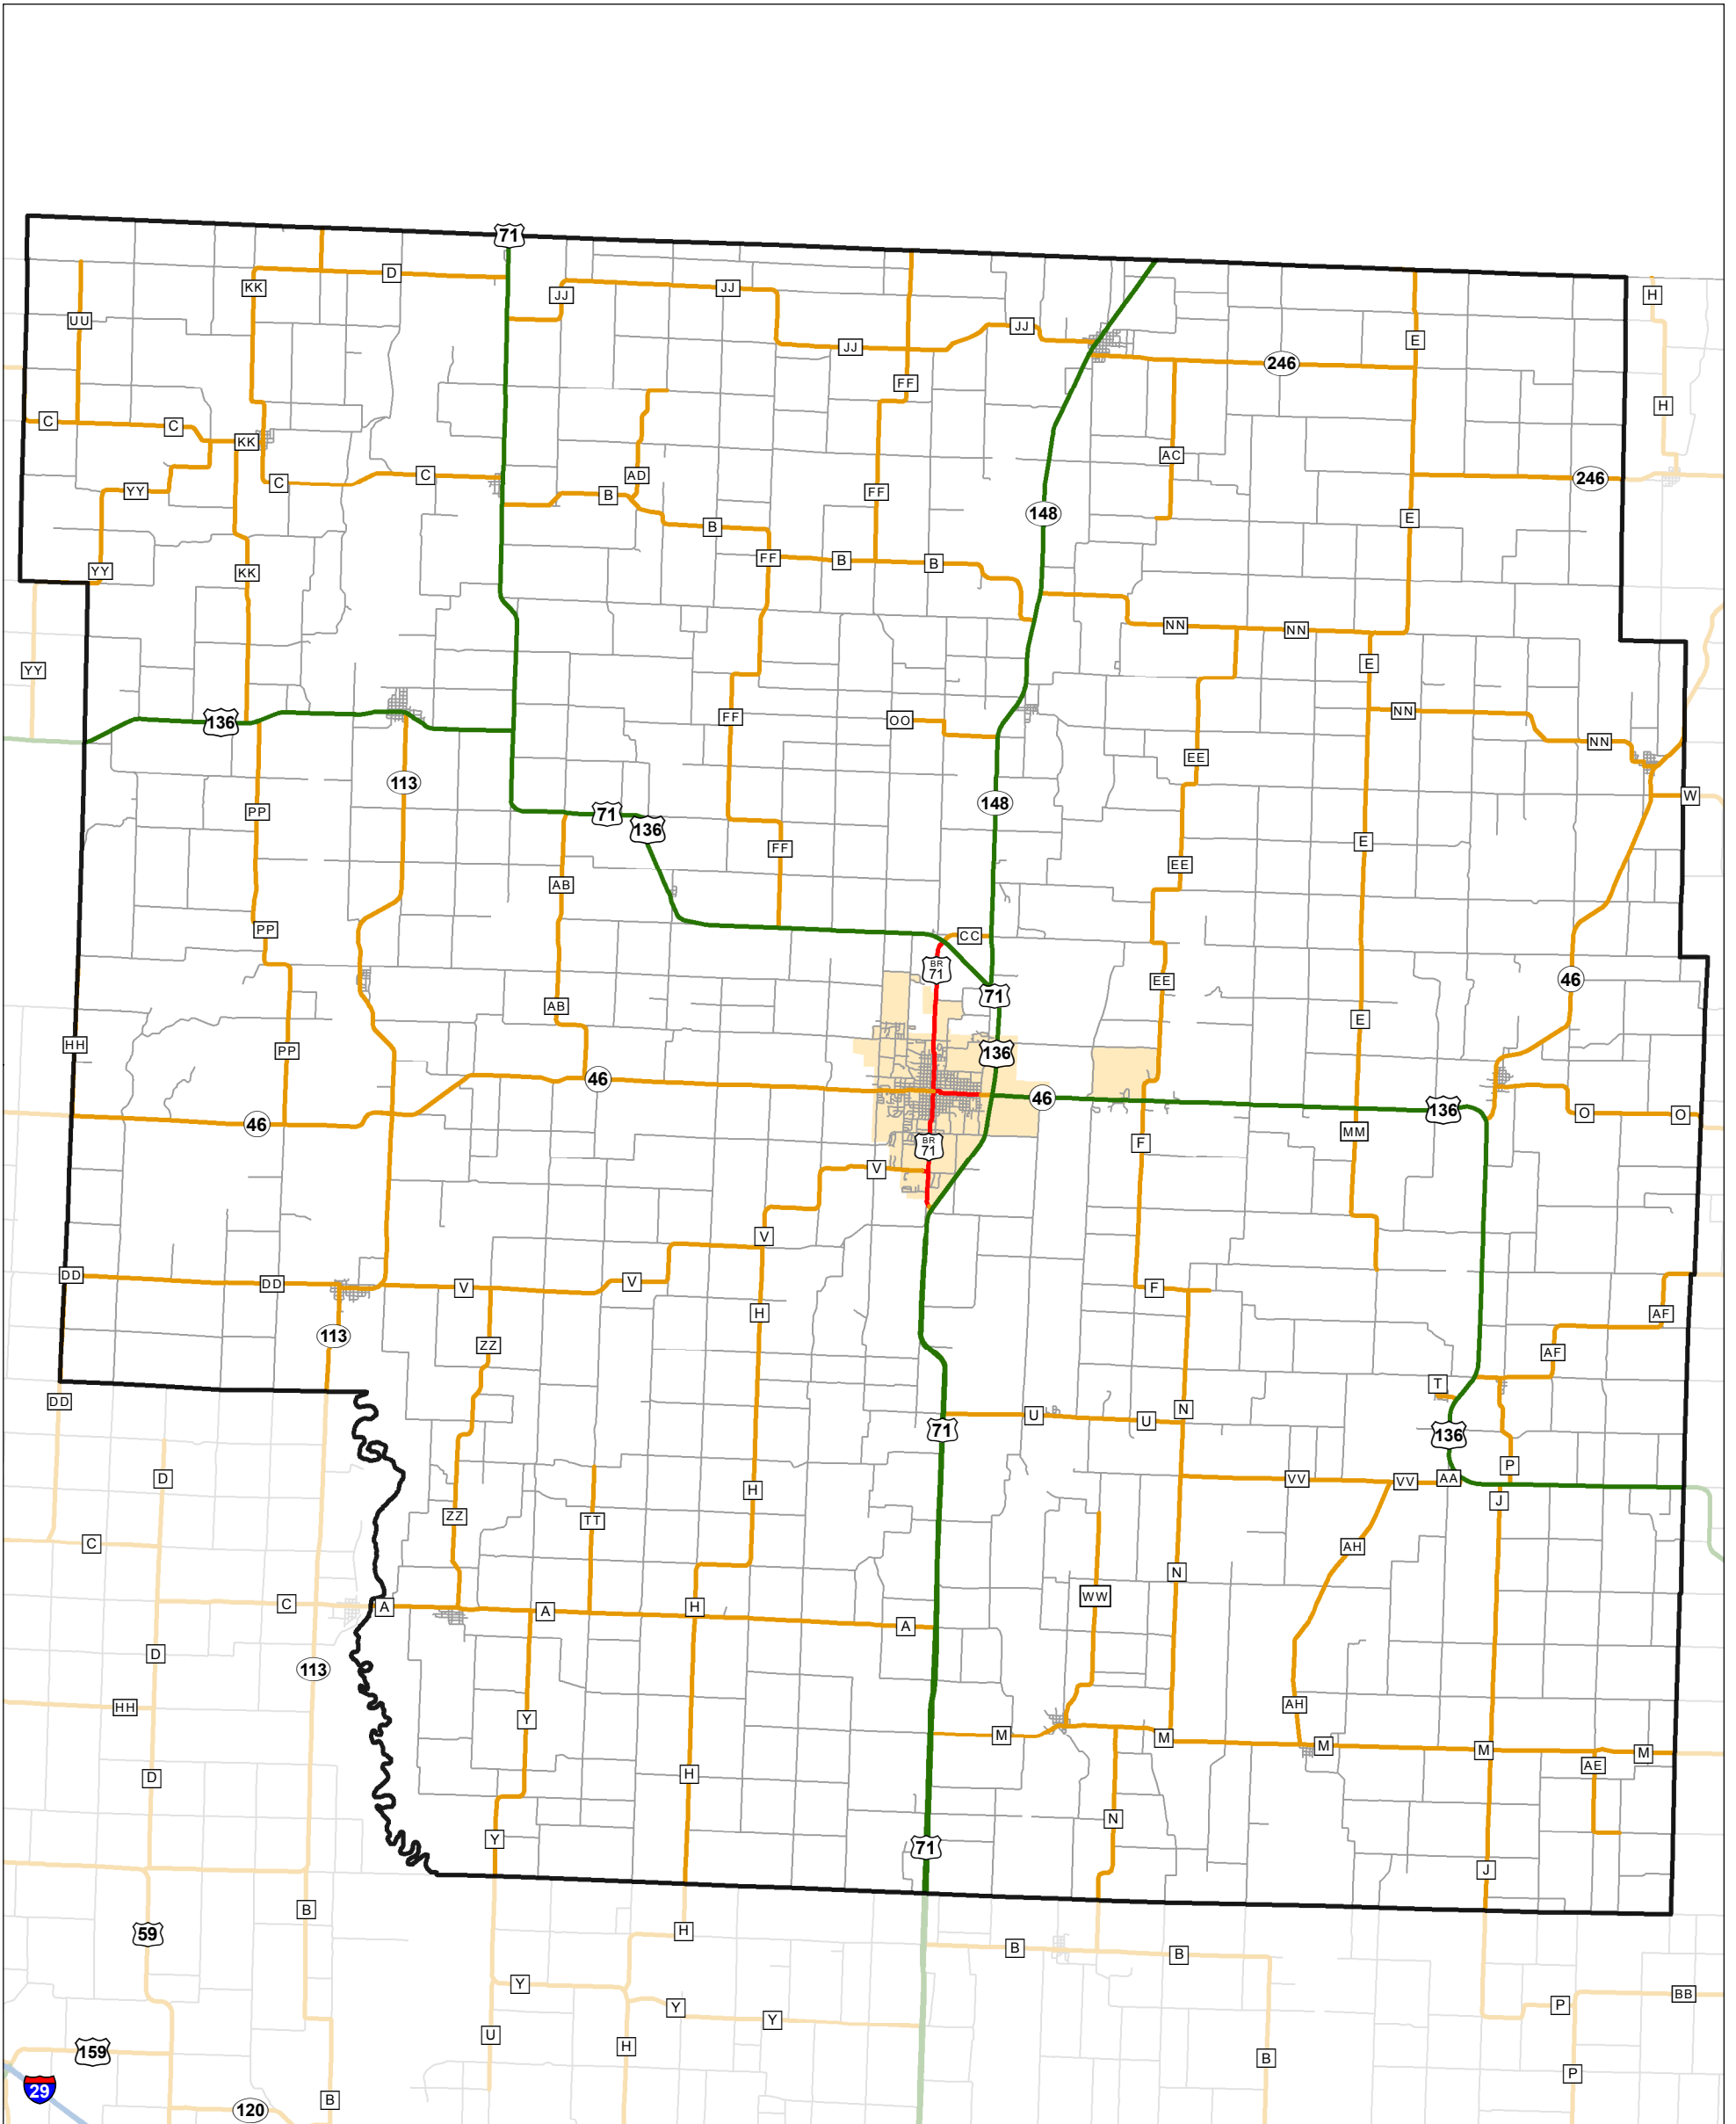 71
D
KK
JJ
JJ
H
UU
JJ
E
JJ
246
FF
H
C
C
KK
AC
C
C
AD
246
YY
B
FF
148
E
B
FF
B
B
YY
KK
NN
NN
E
YY
136
FF
OO
NN
NN
EE
113
W
148
PP
71
136
E
FF
EE
AB
PP
CC
BR
71
46
EE
71
AB
E
HH
PP
136
46
46
136
O
O
46
MM
F
BR
71
V
V
DD
DD
V
V
F
H
AF
113
ZZ
AF
T
DD
N
U
U
71
136
P
D
VV
VV
AA
H
J
ZZ
TT
C
AH
N
WW
C
A
A
H
A
D
113
AH
HH
Y
M
M
M
M
M
AE
H
D
N
Y
71
J
B
H
59
B
B
Y
BB
Y
P
Y
U
H
159
B
P
29
B
120